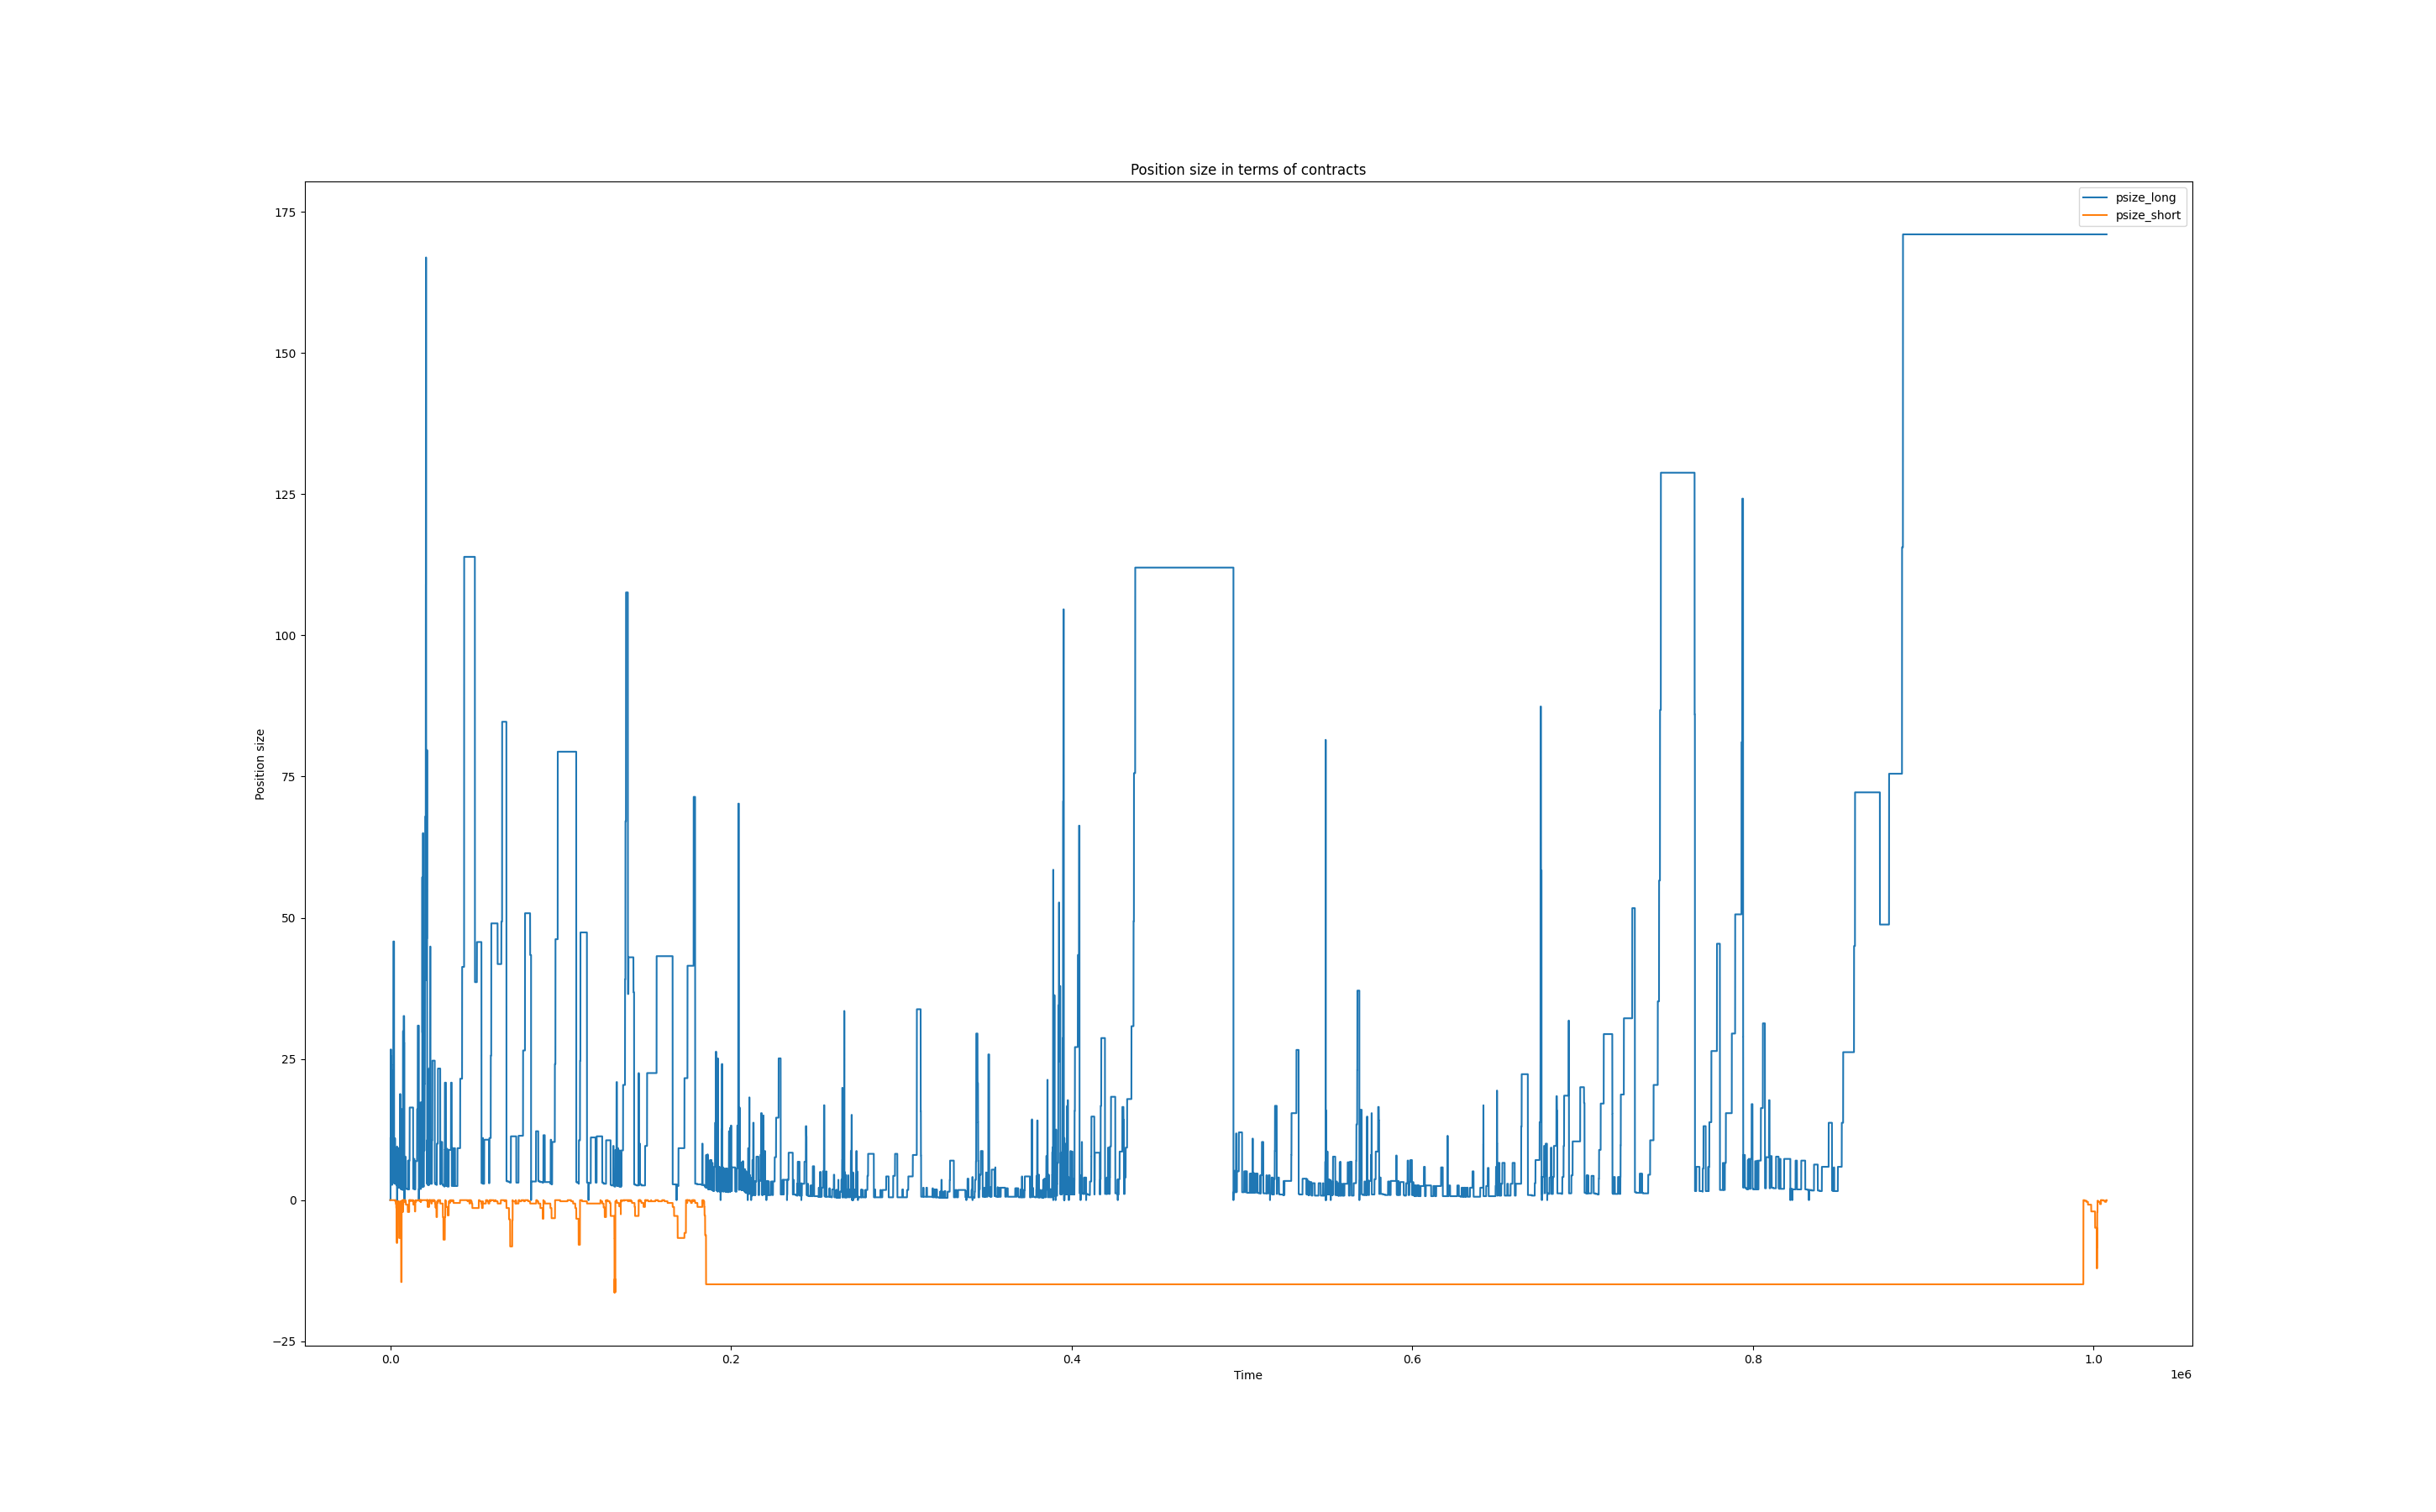 Position size in terms of contracts
psize_long
psize_short
Position size
175
150
125
100
75
50
25
0
−25
0.0
0.2
0.4
0.6
0.8
1.0
1e6
Time